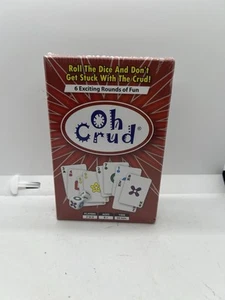 Roll The Dice And Don't
Get Stuck With The Crud!
6 Exciting Rounds of Fun
Oh
Crud®